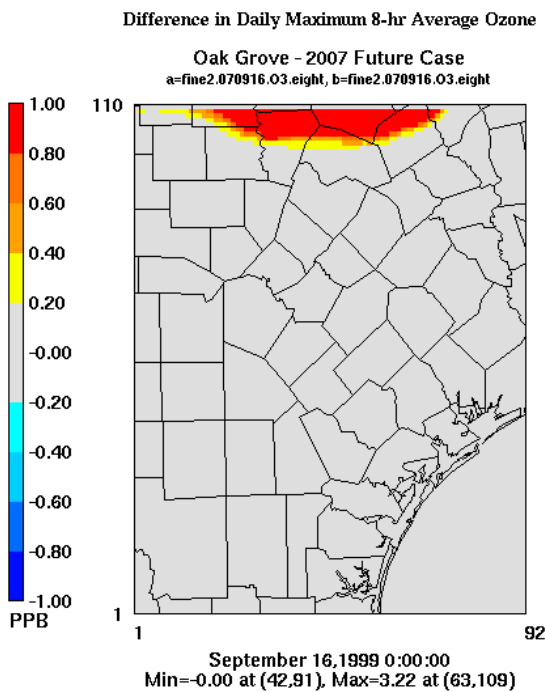 Difference in Daily Maximum 8-hr Average Ozone
Oak Grove - 2007 Future Case
a=fine2.070916.O3.eight, b=fine2.070916.O3.eight
1.00
0.80
0.60
0.40
0.20
-0.00
-0.20
-0.40
-0.60
-0.80
-1.00
PPB
110
1
1
92
September 16,1999 0:00:00
Min=-0.00 at (42,91), Max=3.22 at (63,109)